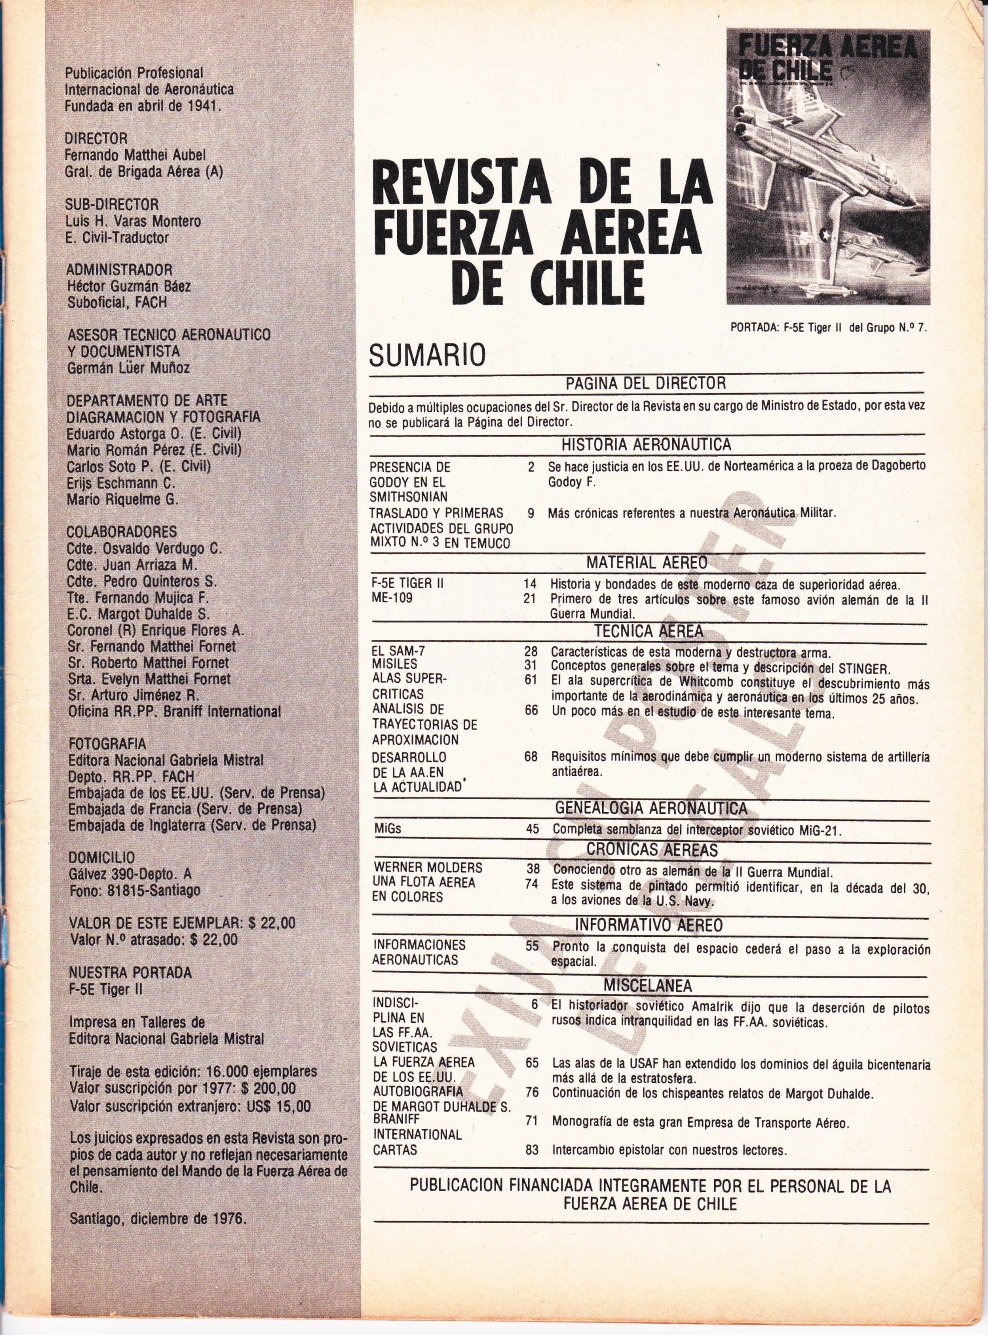 Publicación Profesional
Internacional de Aeronáutica
Fundada en abril de 1941.
DIRECTOR
Fernando Matthei Aubel
Gral. de Brigada Aérea (A)
SUB-DIRECTOR
Luis H. Varas Montero
E. Civil-Traductor
ADMINISTRADOR
Héctor Guzmán Báez
Suboficial, FACH
ASESOR TECNICO AERONAUTICO
Y DOCUMENTISTA
Germán Lüer Muñoz
DEPARTAMENTO DE ARTE
DIAGRAMACION Y FOTOGRAFIA
Eduardo Astorga O. (E. Civil)
Mario Román Pérez (E. Civil)
Carlos Soto P. (E. Civil)
Erijs Eschmann C.
Mario Riquelme G.
COLABORADORES
Cdte. Osvaldo Verdugo C.
Cdte. Juan Arriaza M.
Cdte. Pedro Quinteros S.
Tte. Fernando Mujica F.
E.C. Margot Duhalde S.
Coronel (R) Enrique Flores A.
Sr. Fernando Matthei Fornet
Sr. Roberto Matthei Fornet
Srta. Evelyn Matthei Fornet
Sr. Arturo Jiménez R.
Oficina RR.PP. Braniff International
FOTOGRAFIA
Editora Nacional Gabriela Mistral
Depto. RR.PP. FACH
Embajada de los EE.UU. (Serv. de Prensa)
Embajada de Francia (Serv. de Prensa)
Embajada de Inglaterra (Serv. de Prensa)
DOMICILIO
Gálvez 390-Depto. A
Fono: 81815-Santiago
VALOR DE ESTE EJEMPLAR: $ 22,00
Valor N.º atrasado: $ 22,00
NUESTRA PORTADA
F-5E Tiger II
Impresa en Talleres de
Editora Nacional Gabriela Mistral
Tiraje de esta edición: 16.000 ejemplares
Valor suscripción por 1977: $ 200,00
Valor suscripción extranjero: US$ 15,00
Los juicios expresados en esta Revista son pro-
pios de cada autor y no reflejan necesariamente
el pensamiento del Mando de la Fuerza Aérea de
Chile.
Santiago, diciembre de 1976.
FUERZA AEREA
DE CHILE
REVISTA DE LA
FUERZA AEREA
DE CHILE
PORTADA: F-5E Tiger II del Grupo N.º 7.
SUMARIO
PAGINA DEL DIRECTOR
Debido a múltiples ocupaciones del Sr. Director de la Revista en su cargo de Ministro de Estado, por esta vez
no se publicará la Página del Director.
HISTORIA AERONAUTICA
PRESENCIA DE 2 Se hace justicia en los EE.UU. de Norteamérica a la proeza de Dagoberto
GODOY EN EL Godoy F.
SMITHSONIAN
TRASLADO Y PRIMERAS 9 Más crónicas referentes a nuestra Aeronáutica Militar.
ACTIVIDADES DEL GRUPO
MIXTO N.º 3 EN TEMUCO
MATERIAL AEREO
F-5E TIGER II 14 Historia y bondades de este moderno caza de superioridad aérea.
ME-109 21 Primero de tres artículos sobre este famoso avión alemán de la II
Guerra Mundial.
TECNICA AEREA
EL SAM-7 28 Características de esta moderna y destructora arma.
MISILES 31 Conceptos generales sobre el tema y descripción del STINGER.
ALAS SUPER- 61 El ala supercrítica de Whitcomb constituye el descubrimiento más
CRITICAS importante de la aerodinámica y aeronáutica en los últimos 25 años.
ANALISIS DE 66 Un poco más en el estudio de este interesante tema.
TRAYECTORIAS DE
APROXIMACION
DESARROLLO 68 Requisitos mínimos que debe cumplir un moderno sistema de artillería
DE LA AA.EN antiaérea.
LA ACTUALIDAD
GENEALOGIA AERONAUTICA
MiGs 45 Completa semblanza del interceptor soviético MiG-21.
CRONICAS AEREAS
WERNER MOLDERS 38 Conociendo otro as alemán de la II Guerra Mundial.
UNA FLOTA AEREA 74 Este sistema de pintado permitió identificar, en la década del 30,
EN COLORES a los aviones de la U.S. Navy.
INFORMATIVO AEREO
INFORMACIONES 55 Pronto la conquista del espacio cederá el paso a la exploración
AERONAUTICAS espacial.
MISCELANEA
INDISCI- 6 El historiador soviético Amalrik dijo que la deserción de pilotos
PLINA EN rusos indica intranquilidad en las FF.AA. soviéticas.
LAS FF.AA.
SOVIETICAS
LA FUERZA AEREA 65 Las alas de la USAF han extendido los dominios del águila bicentenaria
DE LOS EE.UU. más allá de la estratosfera.
AUTOBIOGRAFIA 76 Continuación de los chispeantes relatos de Margot Duhalde.
DE MARGOT DUHALDE S.
BRANIFF 71 Monografía de esta gran Empresa de Transporte Aéreo.
INTERNATIONAL
CARTAS 83 Intercambio epistolar con nuestros lectores.
EXIJA SU POSTER
DE REGALO
PUBLICACION FINANCIADA INTEGRAMENTE POR EL PERSONAL DE LA
FUERZA AEREA DE CHILE